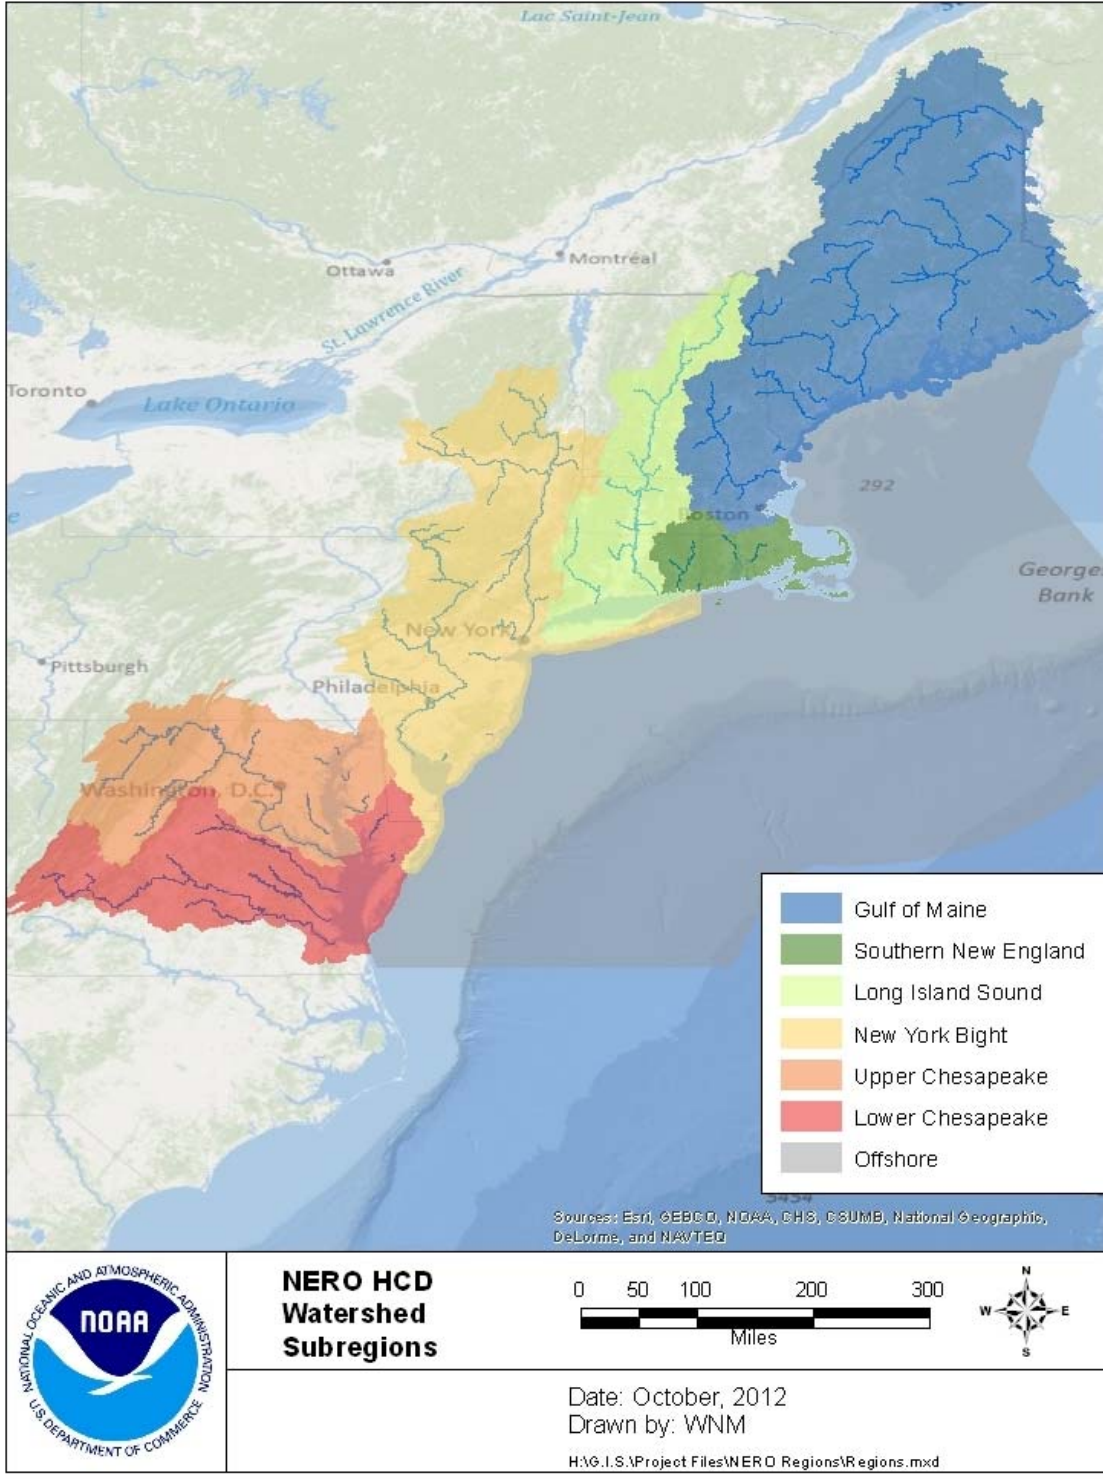 Lac Saint-Jean
Ottawa
Montréal
St. Lawrence River
Toronto
Lake Ontario
292
Boston
George
Bank
New York
Pittsburgh
Philadelphia
Washington, D.C.
Gulf of Maine
Southern New England
Long Island Sound
New York Bight
Upper Chesapeake
Lower Chesapeake
Offshore
5454
Sources: Esri, GEBCO, NOAA, CHS, CSUMB, National Geographic,
DeLorme, and NAVTEQ
NATIONAL OCEANIC AND ATMOSPHERIC ADMINISTRATION
NOAA
U.S. DEPARTMENT OF COMMERCE
NERO HCD
Watershed
Subregions
0 50 100 200 300
Miles
N
W E
S
Date: October, 2012
Drawn by: WNM
H:\G.I.S.\Project Files\NERO Regions\Regions.mxd